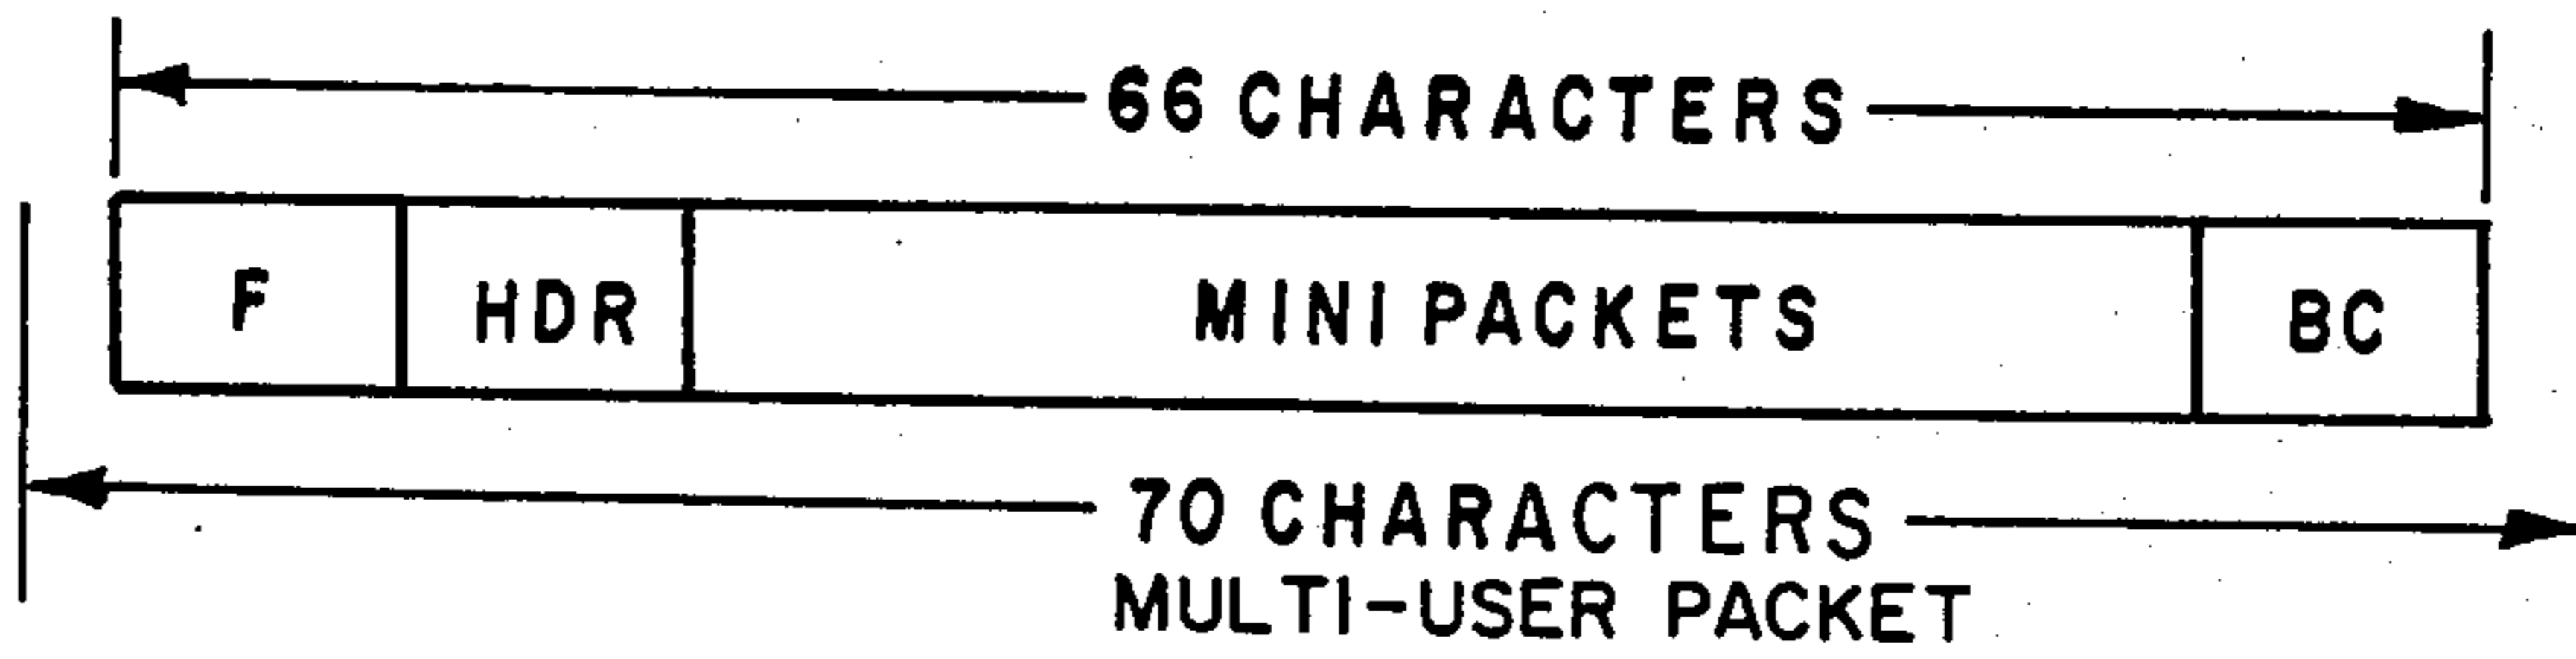 66 CHARACTERS
F HDR MINI PACKETS BC
70 CHARACTERS
MULTI-USER PACKET